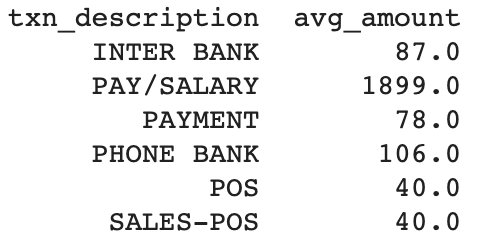 txn_description avg_amount
INTER BANK 87.0
PAY/SALARY 1899.0
PAYMENT 78.0
PHONE BANK 106.0
POS 40.0
SALES-POS 40.0